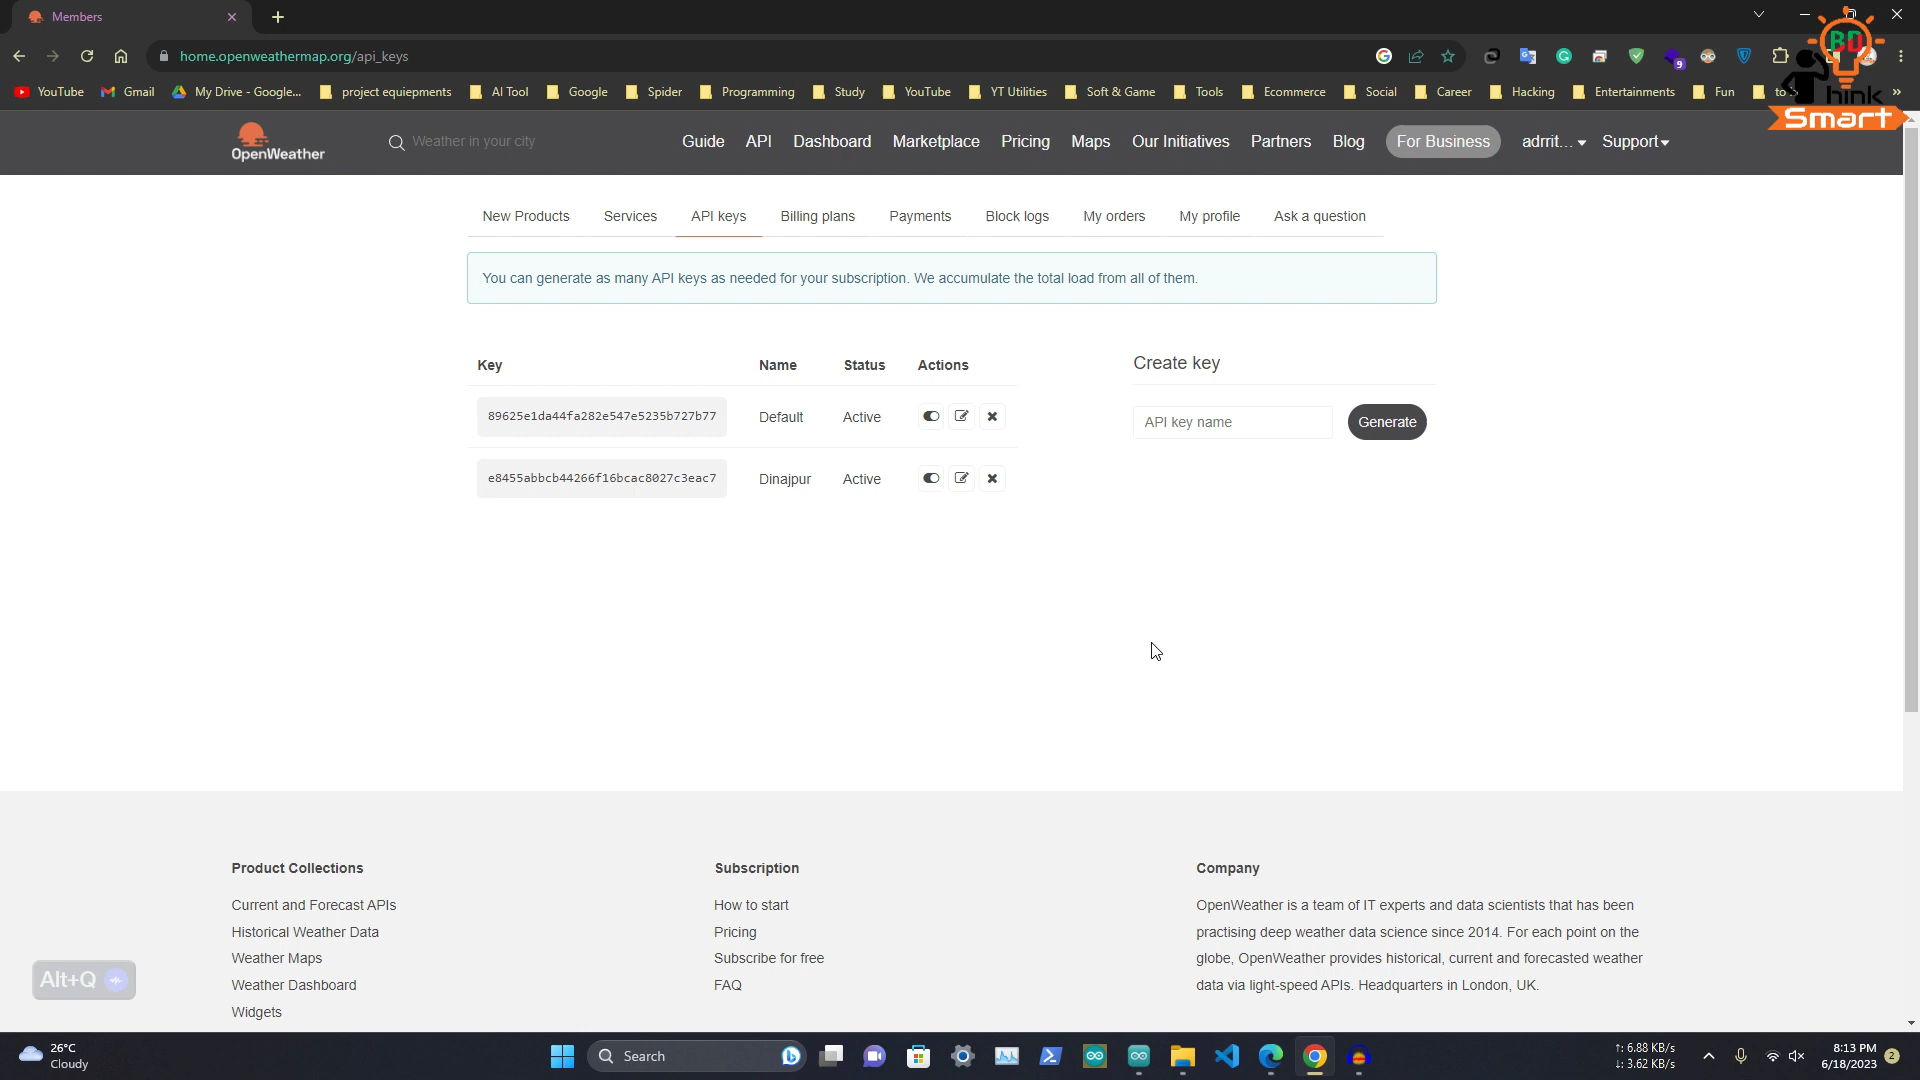 Members
home.openweathermap.org/api_keys
9
YouTube Gmail My Drive - Google... project equiepments AI Tool Google Spider Programming Study YouTube YT Utilities Soft & Game Tools Ecommerce Social Career Hacking Entertainments Fun to
BD
hink
Smart
OpenWeather
Weather in your city
Guide API Dashboard Marketplace Pricing Maps Our Initiatives Partners Blog For Business adrrit... Support
New Products Services API keys Billing plans Payments Block logs My orders My profile Ask a question
You can generate as many API keys as needed for your subscription. We accumulate the total load from all of them.
Key Name Status Actions
89625e1da44fa282e547e5235b727b77 Default Active
e8455abbcb44266f16bcac8027c3eac7 Dinajpur Active
Create key
API key name Generate
Product Collections
Current and Forecast APIs
Historical Weather Data
Weather Maps
Weather Dashboard
Widgets
Subscription
How to start
Pricing
Subscribe for free
FAQ
Company
OpenWeather is a team of IT experts and data scientists that has been
practising deep weather data science since 2014. For each point on the
globe, OpenWeather provides historical, current and forecasted weather
data via light-speed APIs. Headquarters in London, UK.
Alt+Q
26°C
Cloudy
Search
↑: 6.88 KB/s
↓: 3.62 KB/s
8:13 PM
6/18/2023
2